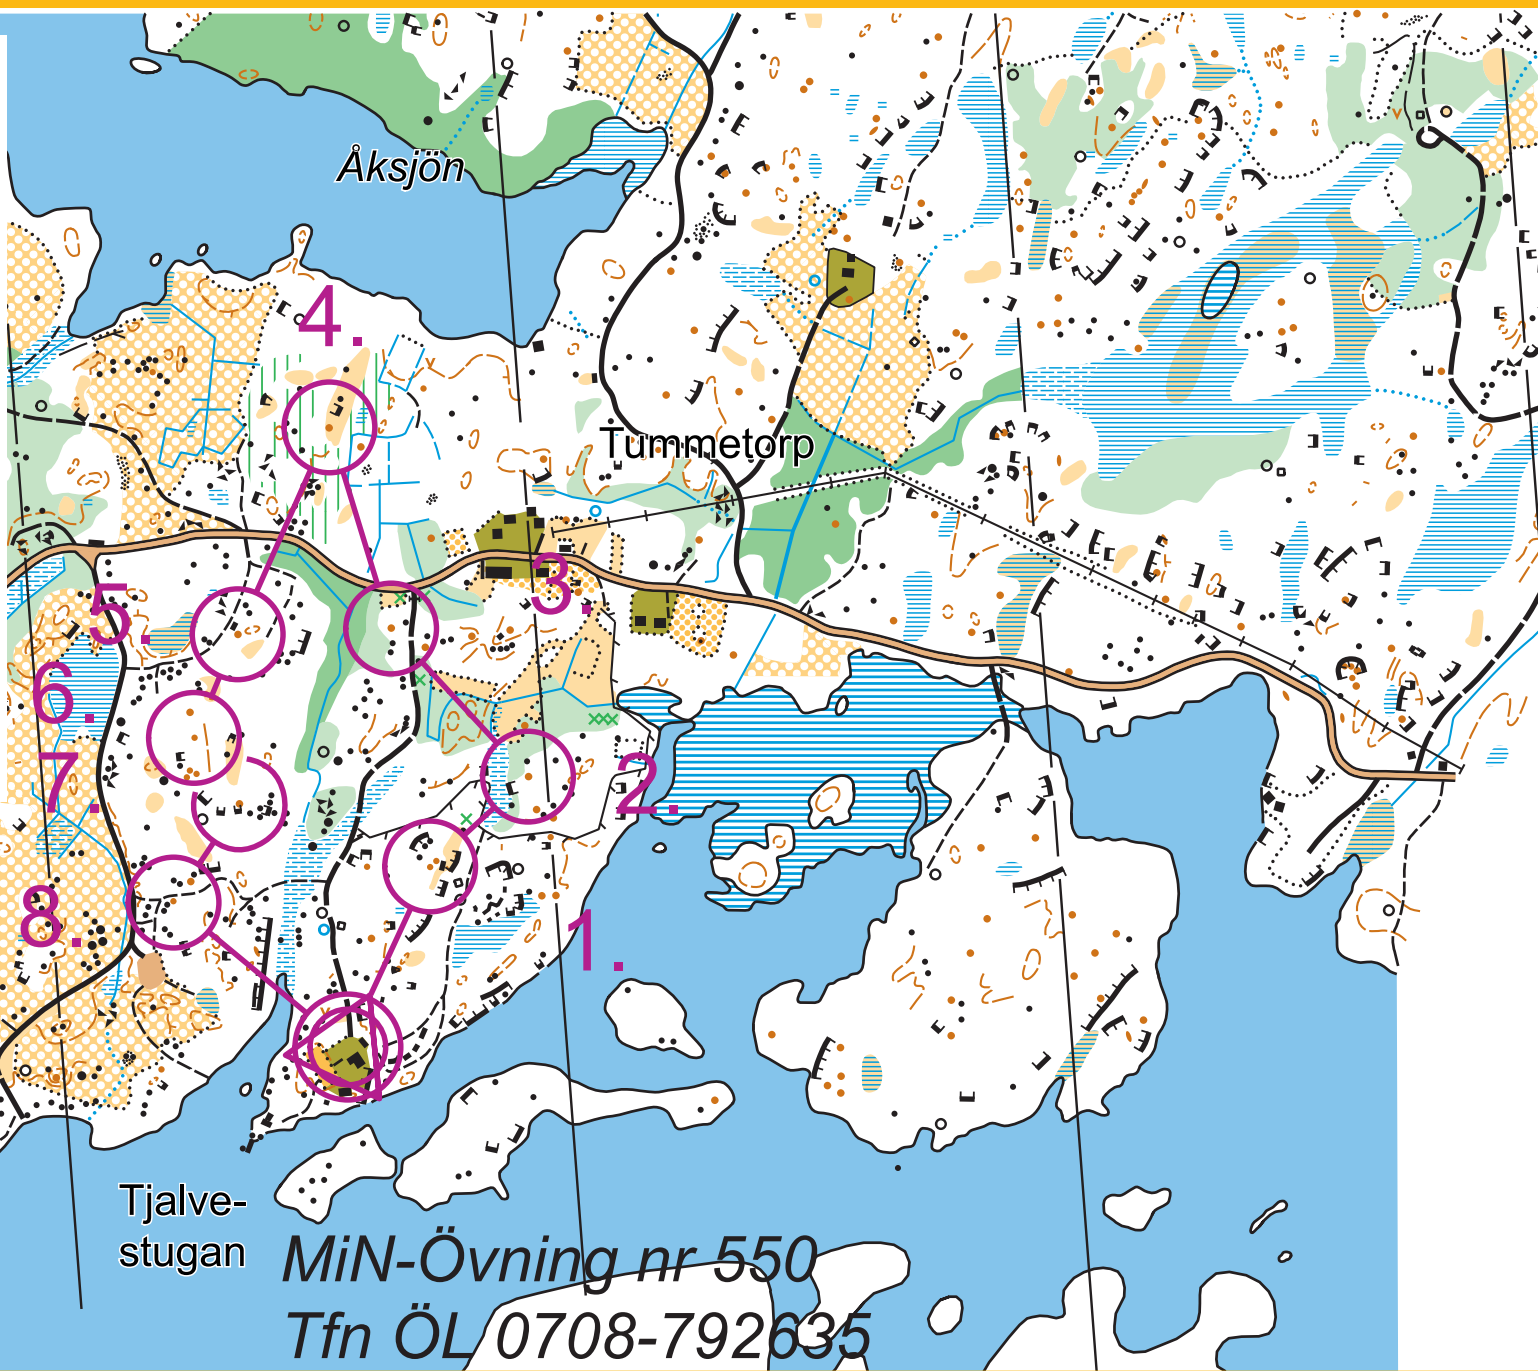 Åksjön
4.
Tummetorp
3.
5.
6.
7.
2.
8.
1.
Tjalve-
stugan
MiN-Övning nr 550
Tfn ÖL 0708-792635